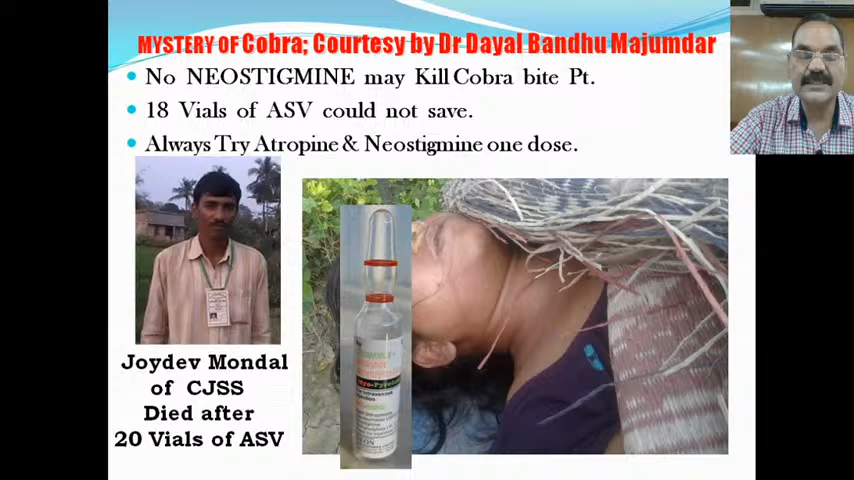 MYSTERY OF Cobra; Courtesy by Dr Dayal Bandhu Majumdar
• No NEOSTIGMINE may Kill Cobra bite Pt.
• 18 Vials of ASV could not save.
• Always Try Atropine & Neostigmine one dose.
Joydev Mondal
of CJSS
Died after
20 Vials of ASV
Myo-Pyrolate